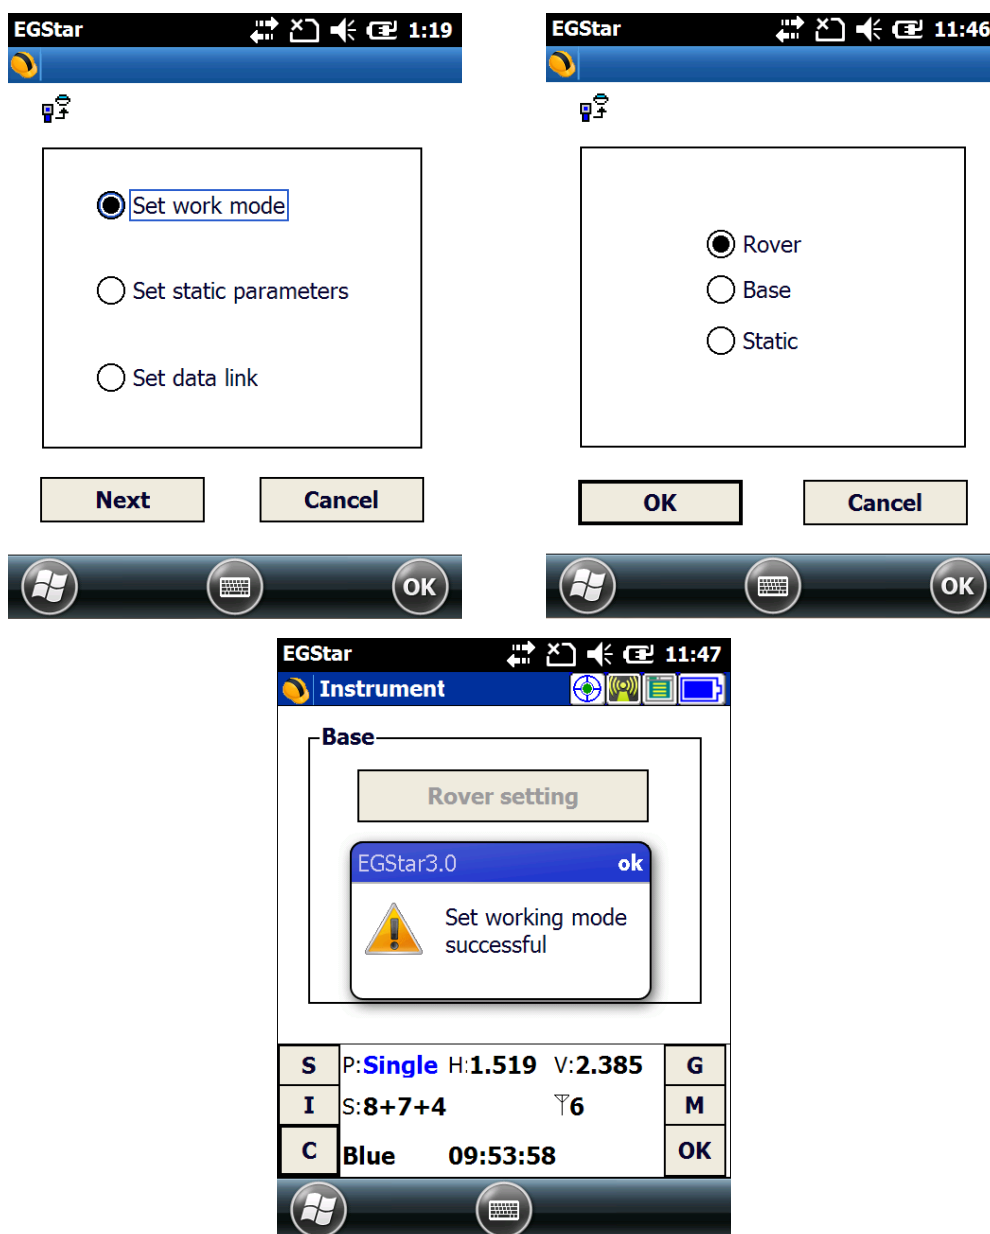 EGStar 1:19
Set work mode
Set static parameters
Set data link
Next Cancel
OK
EGStar 11:46
Rover
Base
Static
OK Cancel
OK
EGStar 11:47
Instrument
Base
Rover setting
EGStar3.0 ok
Set working mode
successful
S P:Single H:1.519 V:2.385 G
I S:8+7+4 6 M
C Blue 09:53:58 OK